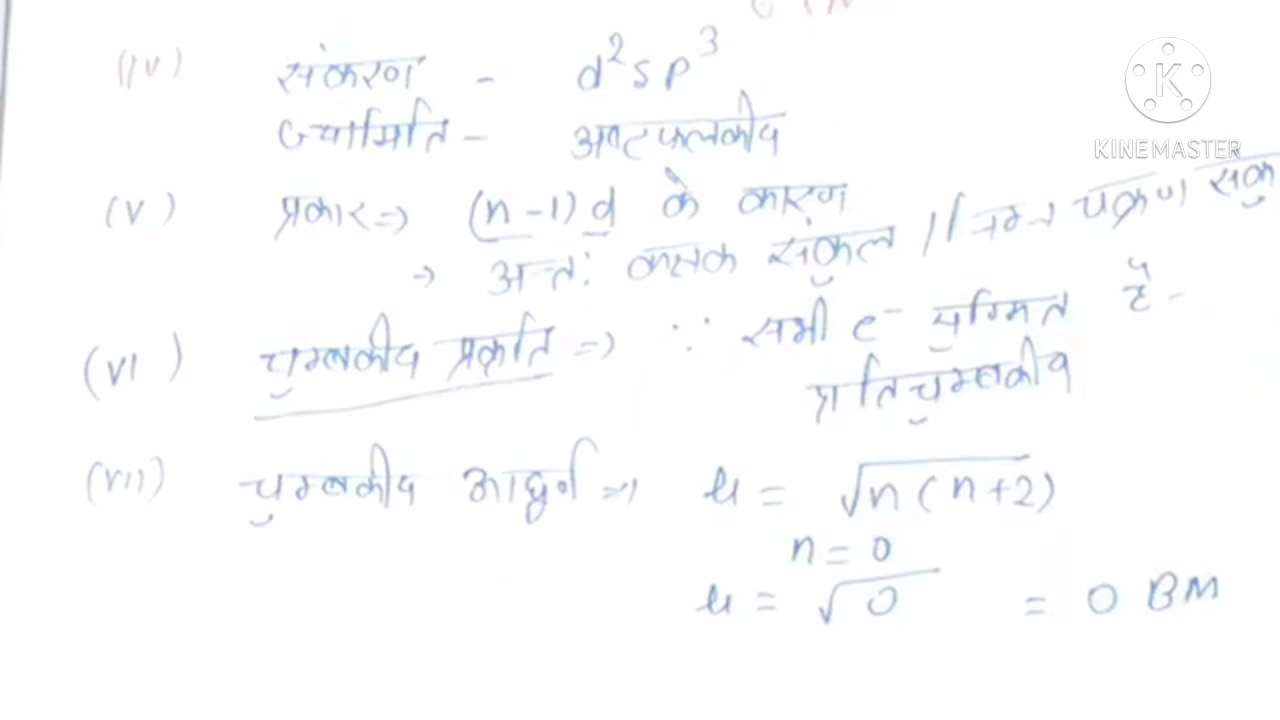 (iv) संकरण - d²sp³
ज्यामिति - अष्टफलकीय
(v) प्रकार ⇒ (n-1)d के कारण
→ अन्तः कक्षक संकुल // निम्न चक्रण संकु
(vi) चुम्बकीय प्रकृति ⇒ ∵ सभी e⁻ युग्मित है -
प्रतिचुम्बकीय
(vii) चुम्बकीय आघुर्ण ⇒ μ = √n(n+2)
n = 0
μ = √0 = 0 BM
K
KINEMASTER